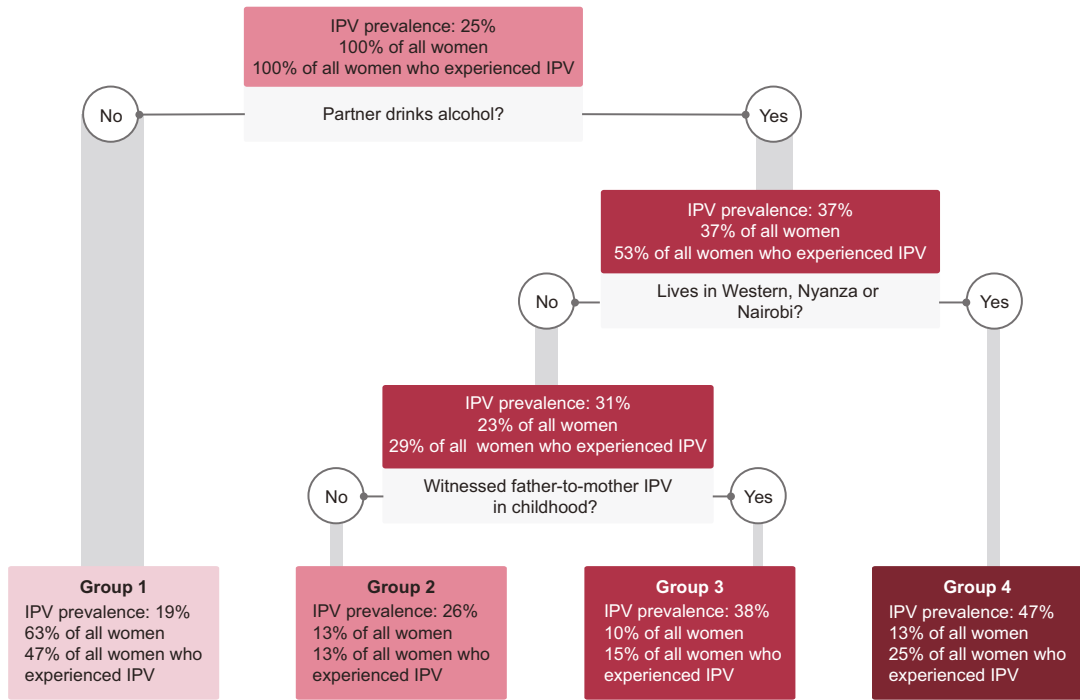 IPV prevalence: 25%
100% of all women
100% of all women who experienced IPV
No
Partner drinks alcohol?
Yes
IPV prevalence: 37%
37% of all women
53% of all women who experienced IPV
No
Lives in Western, Nyanza or
Nairobi?
Yes
IPV prevalence: 31%
23% of all women
29% of all women who experienced IPV
No
Witnessed father-to-mother IPV
in childhood?
Yes
Group 1
IPV prevalence: 19%
63% of all women
47% of all women who
experienced IPV
Group 2
IPV prevalence: 26%
13% of all women
13% of all women who
experienced IPV
Group 3
IPV prevalence: 38%
10% of all women
15% of all women who
experienced IPV
Group 4
IPV prevalence: 47%
13% of all women
25% of all women who
experienced IPV